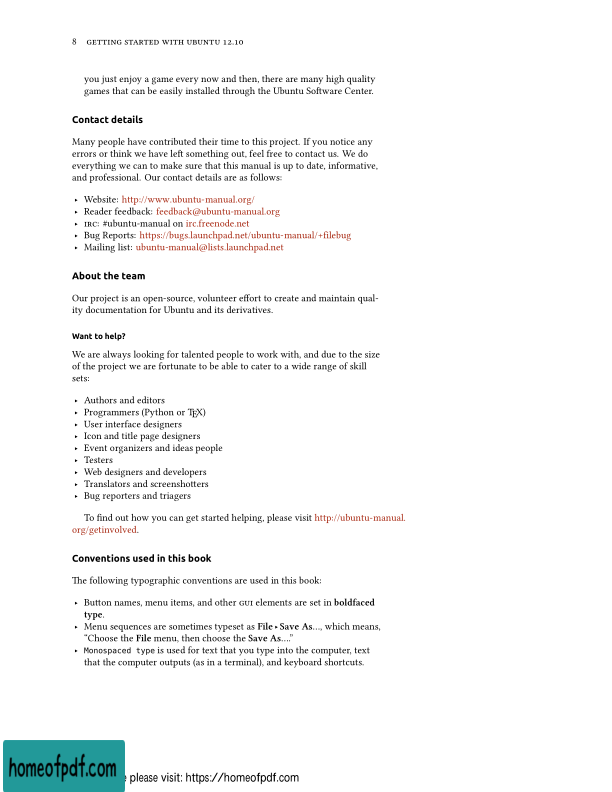 8 GETTING STARTED WITH UBUNTU 12.10
you just enjoy a game every now and then, there are many high quality
games that can be easily installed through the Ubuntu Software Center.
Contact details
Many people have contributed their time to this project. If you notice any
errors or think we have left something out, feel free to contact us. We do
everything we can to make sure that this manual is up to date, informative,
and professional. Our contact details are as follows:
‣ Website: http://www.ubuntu-manual.org/
‣ Reader feedback: feedback@ubuntu-manual.org
‣ IRC: #ubuntu-manual on irc.freenode.net
‣ Bug Reports: https://bugs.launchpad.net/ubuntu-manual/+filebug
‣ Mailing list: ubuntu-manual@lists.launchpad.net
About the team
Our project is an open-source, volunteer effort to create and maintain qual-
ity documentation for Ubuntu and its derivatives.
Want to help?
We are always looking for talented people to work with, and due to the size
of the project we are fortunate to be able to cater to a wide range of skill
sets:
‣ Authors and editors
‣ Programmers (Python or TEX)
‣ User interface designers
‣ Icon and title page designers
‣ Event organizers and ideas people
‣ Testers
‣ Web designers and developers
‣ Translators and screenshotters
‣ Bug reporters and triagers
To find out how you can get started helping, please visit http://ubuntu-manual.
org/getinvolved.
Conventions used in this book
The following typographic conventions are used in this book:
‣ Button names, menu items, and other GUI elements are set in boldfaced
type.
‣ Menu sequences are sometimes typeset as File ‣ Save As…, which means,
“Choose the File menu, then choose the Save As….”
‣ Monospaced type is used for text that you type into the computer, text
that the computer outputs (as in a terminal), and keyboard shortcuts.
homeofpdf.com
please visit: https://homeofpdf.com